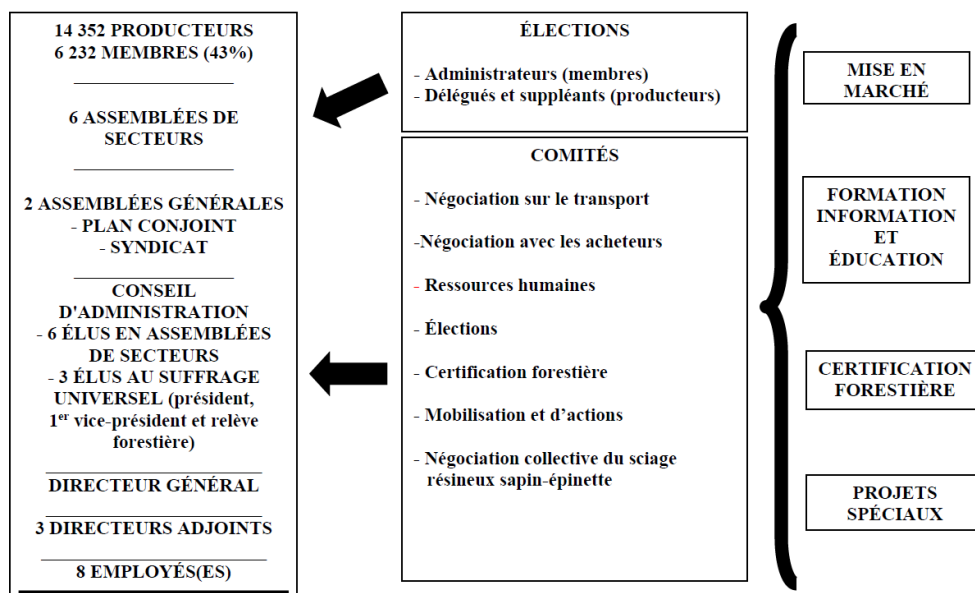 14 352 PRODUCTEURS
6 232 MEMBRES (43%)
6 ASSEMBLÉES DE
SECTEURS
2 ASSEMBLÉES GÉNÉRALES
- PLAN CONJOINT
- SYNDICAT
CONSEIL
D'ADMINISTRATION
- 6 ÉLUS EN ASSEMBLÉES
DE SECTEURS
- 3 ÉLUS AU SUFFRAGE
UNIVERSEL (président,
1er vice-président et relève
forestière)
DIRECTEUR GÉNÉRAL
3 DIRECTEURS ADJOINTS
8 EMPLOYÉS(ES)
ÉLECTIONS
- Administrateurs (membres)
- Délégués et suppléants (producteurs)
COMITÉS
- Négociation sur le transport
-Négociation avec les acheteurs
- Ressources humaines
- Élections
- Certification forestière
- Mobilisation et d’actions
- Négociation collective du sciage
résineux sapin-épinette
MISE EN
MARCHÉ
FORMATION
INFORMATION
ET
ÉDUCATION
CERTIFICATION
FORESTIÈRE
PROJETS
SPÉCIAUX